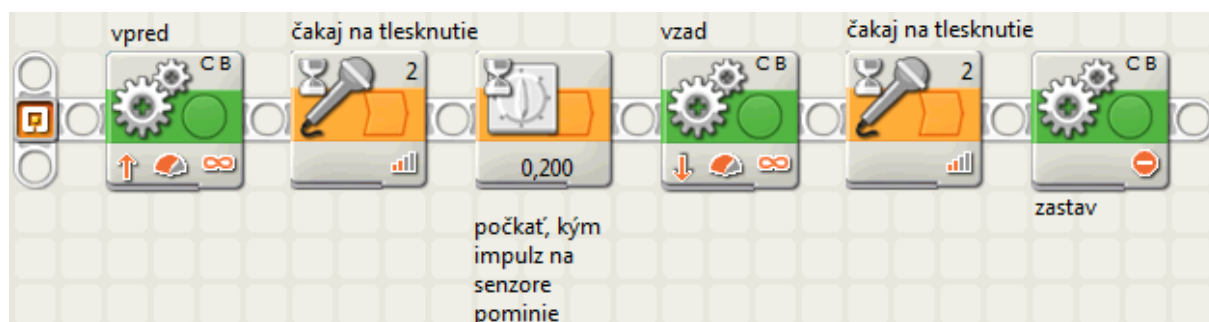 vpred
čakaj na tlesknutie
vzad
čakaj na tlesknutie
C B
2
C B
2
C B
0,200
zastav
počkať, kým
impulz na
senzore
pominie